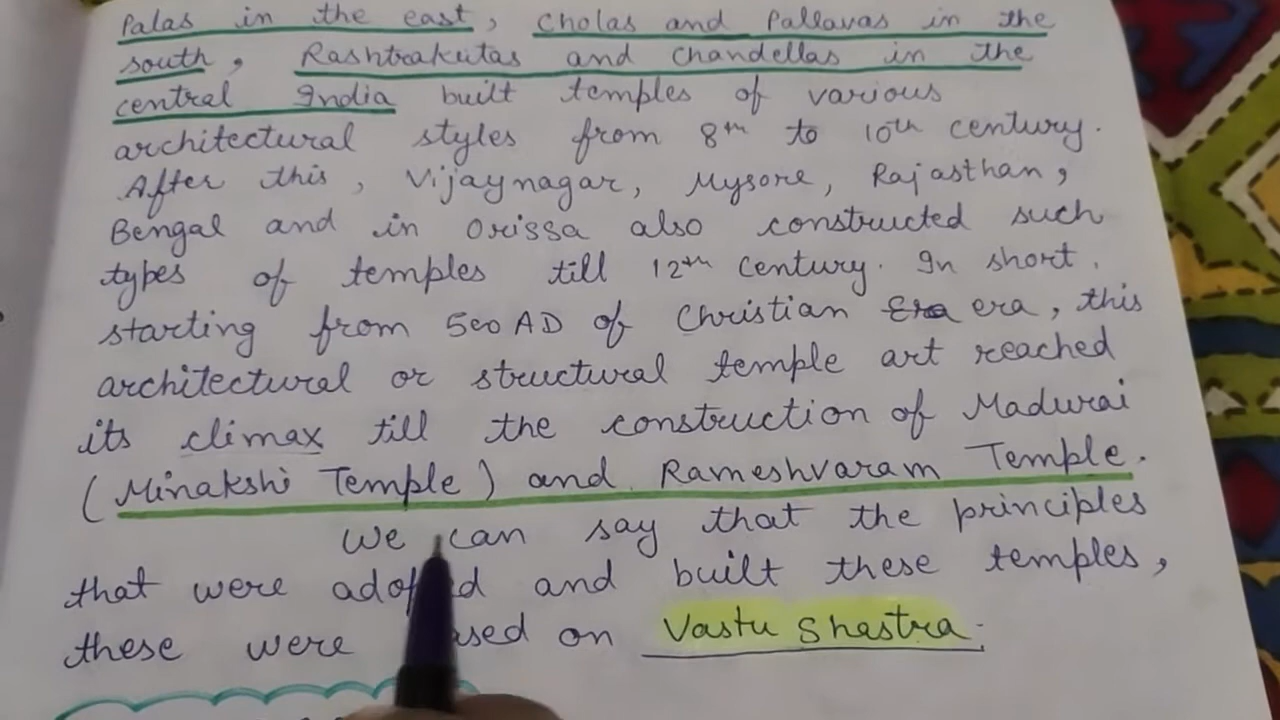 Palas in the east, Cholas and Pallavas in the
south, Rashtrakutas and Chandellas in the
central India built temples of various
architectural styles from 8th to 10th century.
After this, Vijaynagar, Mysore, Rajasthan,
Bengal and in Orissa also constructed such
types of temples till 12th century. In short.
starting from 500 AD of Christian Era era, this
architectural or structural temple art reached
its climax till the construction of Madurai
(Minakshi Temple) and Rameshvaram Temple.
We can say that the principles
that were and built these temples,
these were on Vastu Shastra.